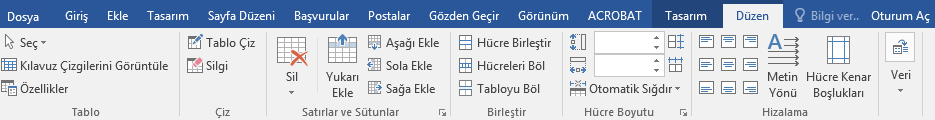 Dosya Giriş Ekle Tasarım Sayfa Düzeni Başvurular Postalar Gözden Geçir Görünüm ACROBAT Tasarım Düzen Bilgi ver.. Oturum Aç
Seç
Kılavuz Çizgilerini Görüntüle
Özellikler
Tablo
Tablo Çiz
Silgi
Çiz
Sil
Yukarı
Ekle
Aşağı Ekle
Sola Ekle
Sağa Ekle
Satırlar ve Sütunlar
Hücre Birleştir
Hücreleri Böl
Tabloyu Böl
Birleştir
Otomatik Sığdır
Hücre Boyutu
Metin
Yönü
Hücre Kenar
Boşlukları
Hizalama
Veri